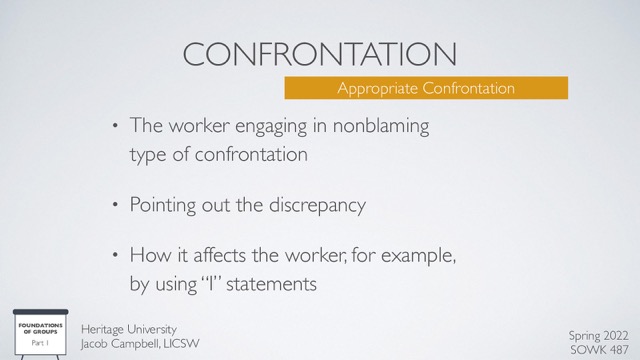 CONFRONTATION
Appropriate Confrontation
• The worker engaging in nonblaming
type of confrontation
• Pointing out the discrepancy
• How it affects the worker, for example,
by using “I” statements
FOUNDATIONS
OF GROUPS
Part 1
Heritage University
Jacob Campbell, LICSW
Spring 2022
SOWK 487